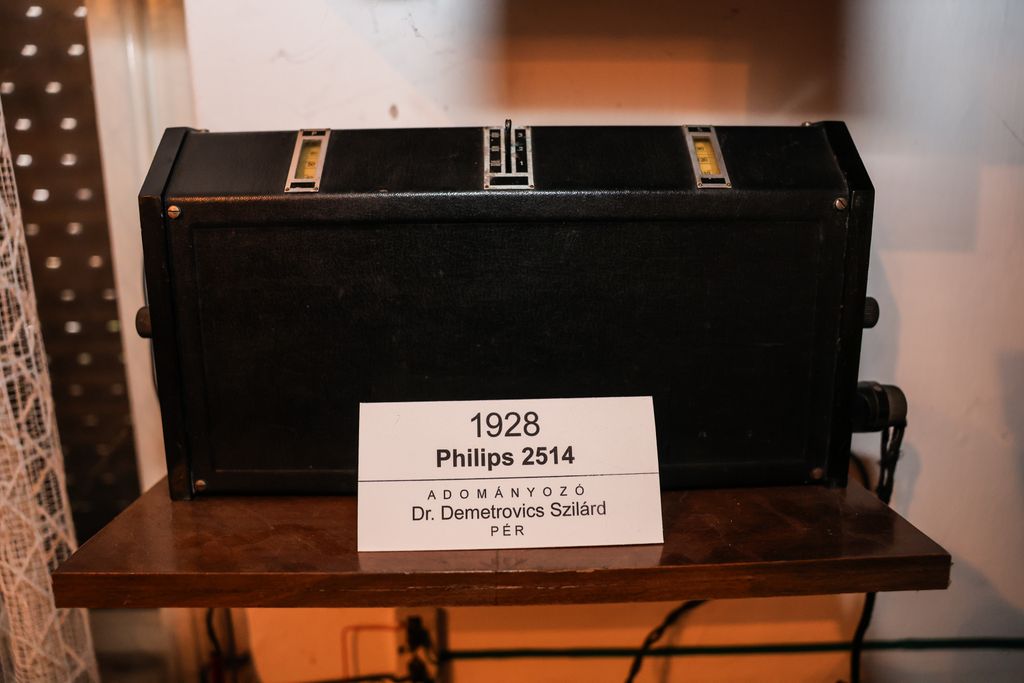 1928
Philips 2514
ADOMÁNYOZÓ
Dr. Demetrovics Szilárd
PÉR